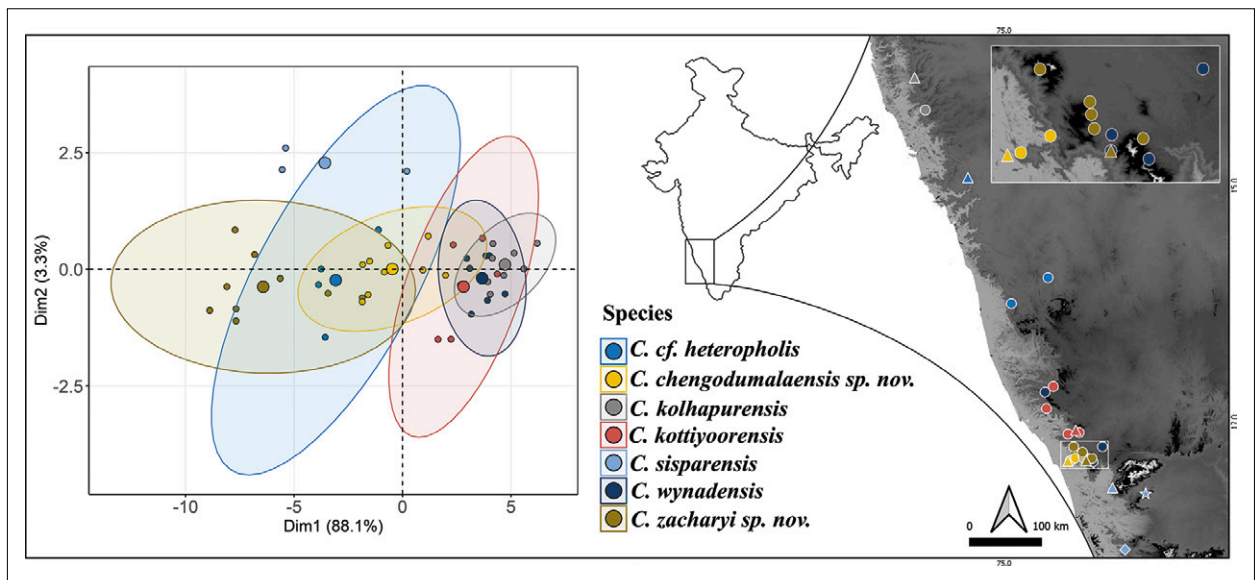 75.0
2.5
0.0
-2.5
Dim2 (3.3%)
-10
-5
0
5
Dim1 (88.1%)
Species
C. cf. heteropholis
C. chengodumalaensis sp. nov.
C. kolhapurensis
C. kottiyoorensis
C. sisparensis
C. wynadensis
C. zacharyi sp. nov.
15.0
12.0
0 100 km
75.0